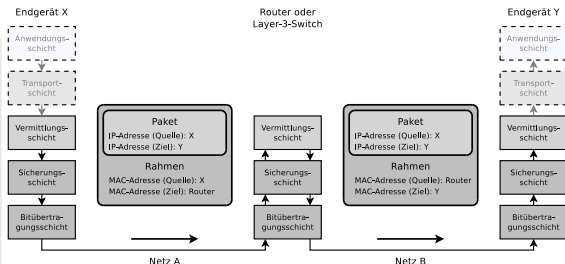 Endgerät X
Router oder
Layer-3-Switch
Endgerät Y
Anwendungs-
schicht
Transport-
schicht
Vermittlungs-
schicht
Sicherungs-
schicht
Bitübertra-
gungsschicht
Paket
IP-Adresse (Quelle): X
IP-Adresse (Ziel): Y
Rahmen
MAC-Adresse (Quelle): X
MAC-Adresse (Ziel): Router
Vermittlungs-
schicht
Sicherungs-
schicht
Bitübertra-
gungsschicht
Paket
IP-Adresse (Quelle): X
IP-Adresse (Ziel): Y
Rahmen
MAC-Adresse (Quelle): Router
MAC-Adresse (Ziel): Y
Anwendungs-
schicht
Transport-
schicht
Vermittlungs-
schicht
Sicherungs-
schicht
Bitübertra-
gungsschicht
Netz A
Netz B